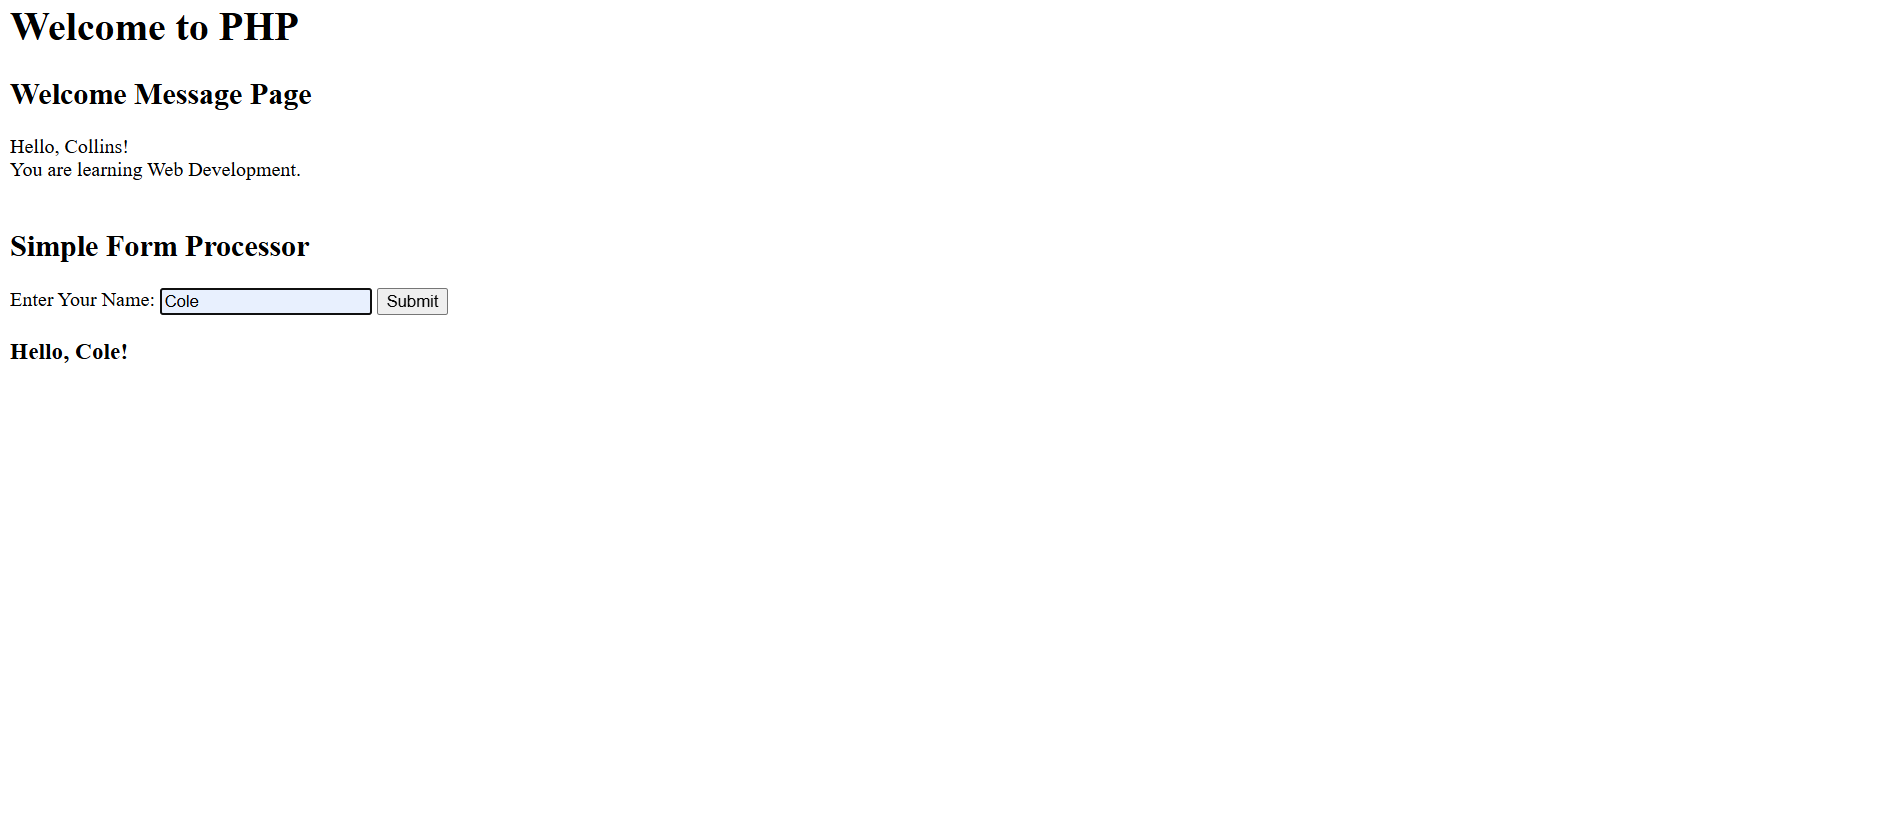 Welcome to PHP
Welcome Message Page
Hello, Collins!
You are learning Web Development.
Simple Form Processor
Enter Your Name: Cole Submit
Hello, Cole!